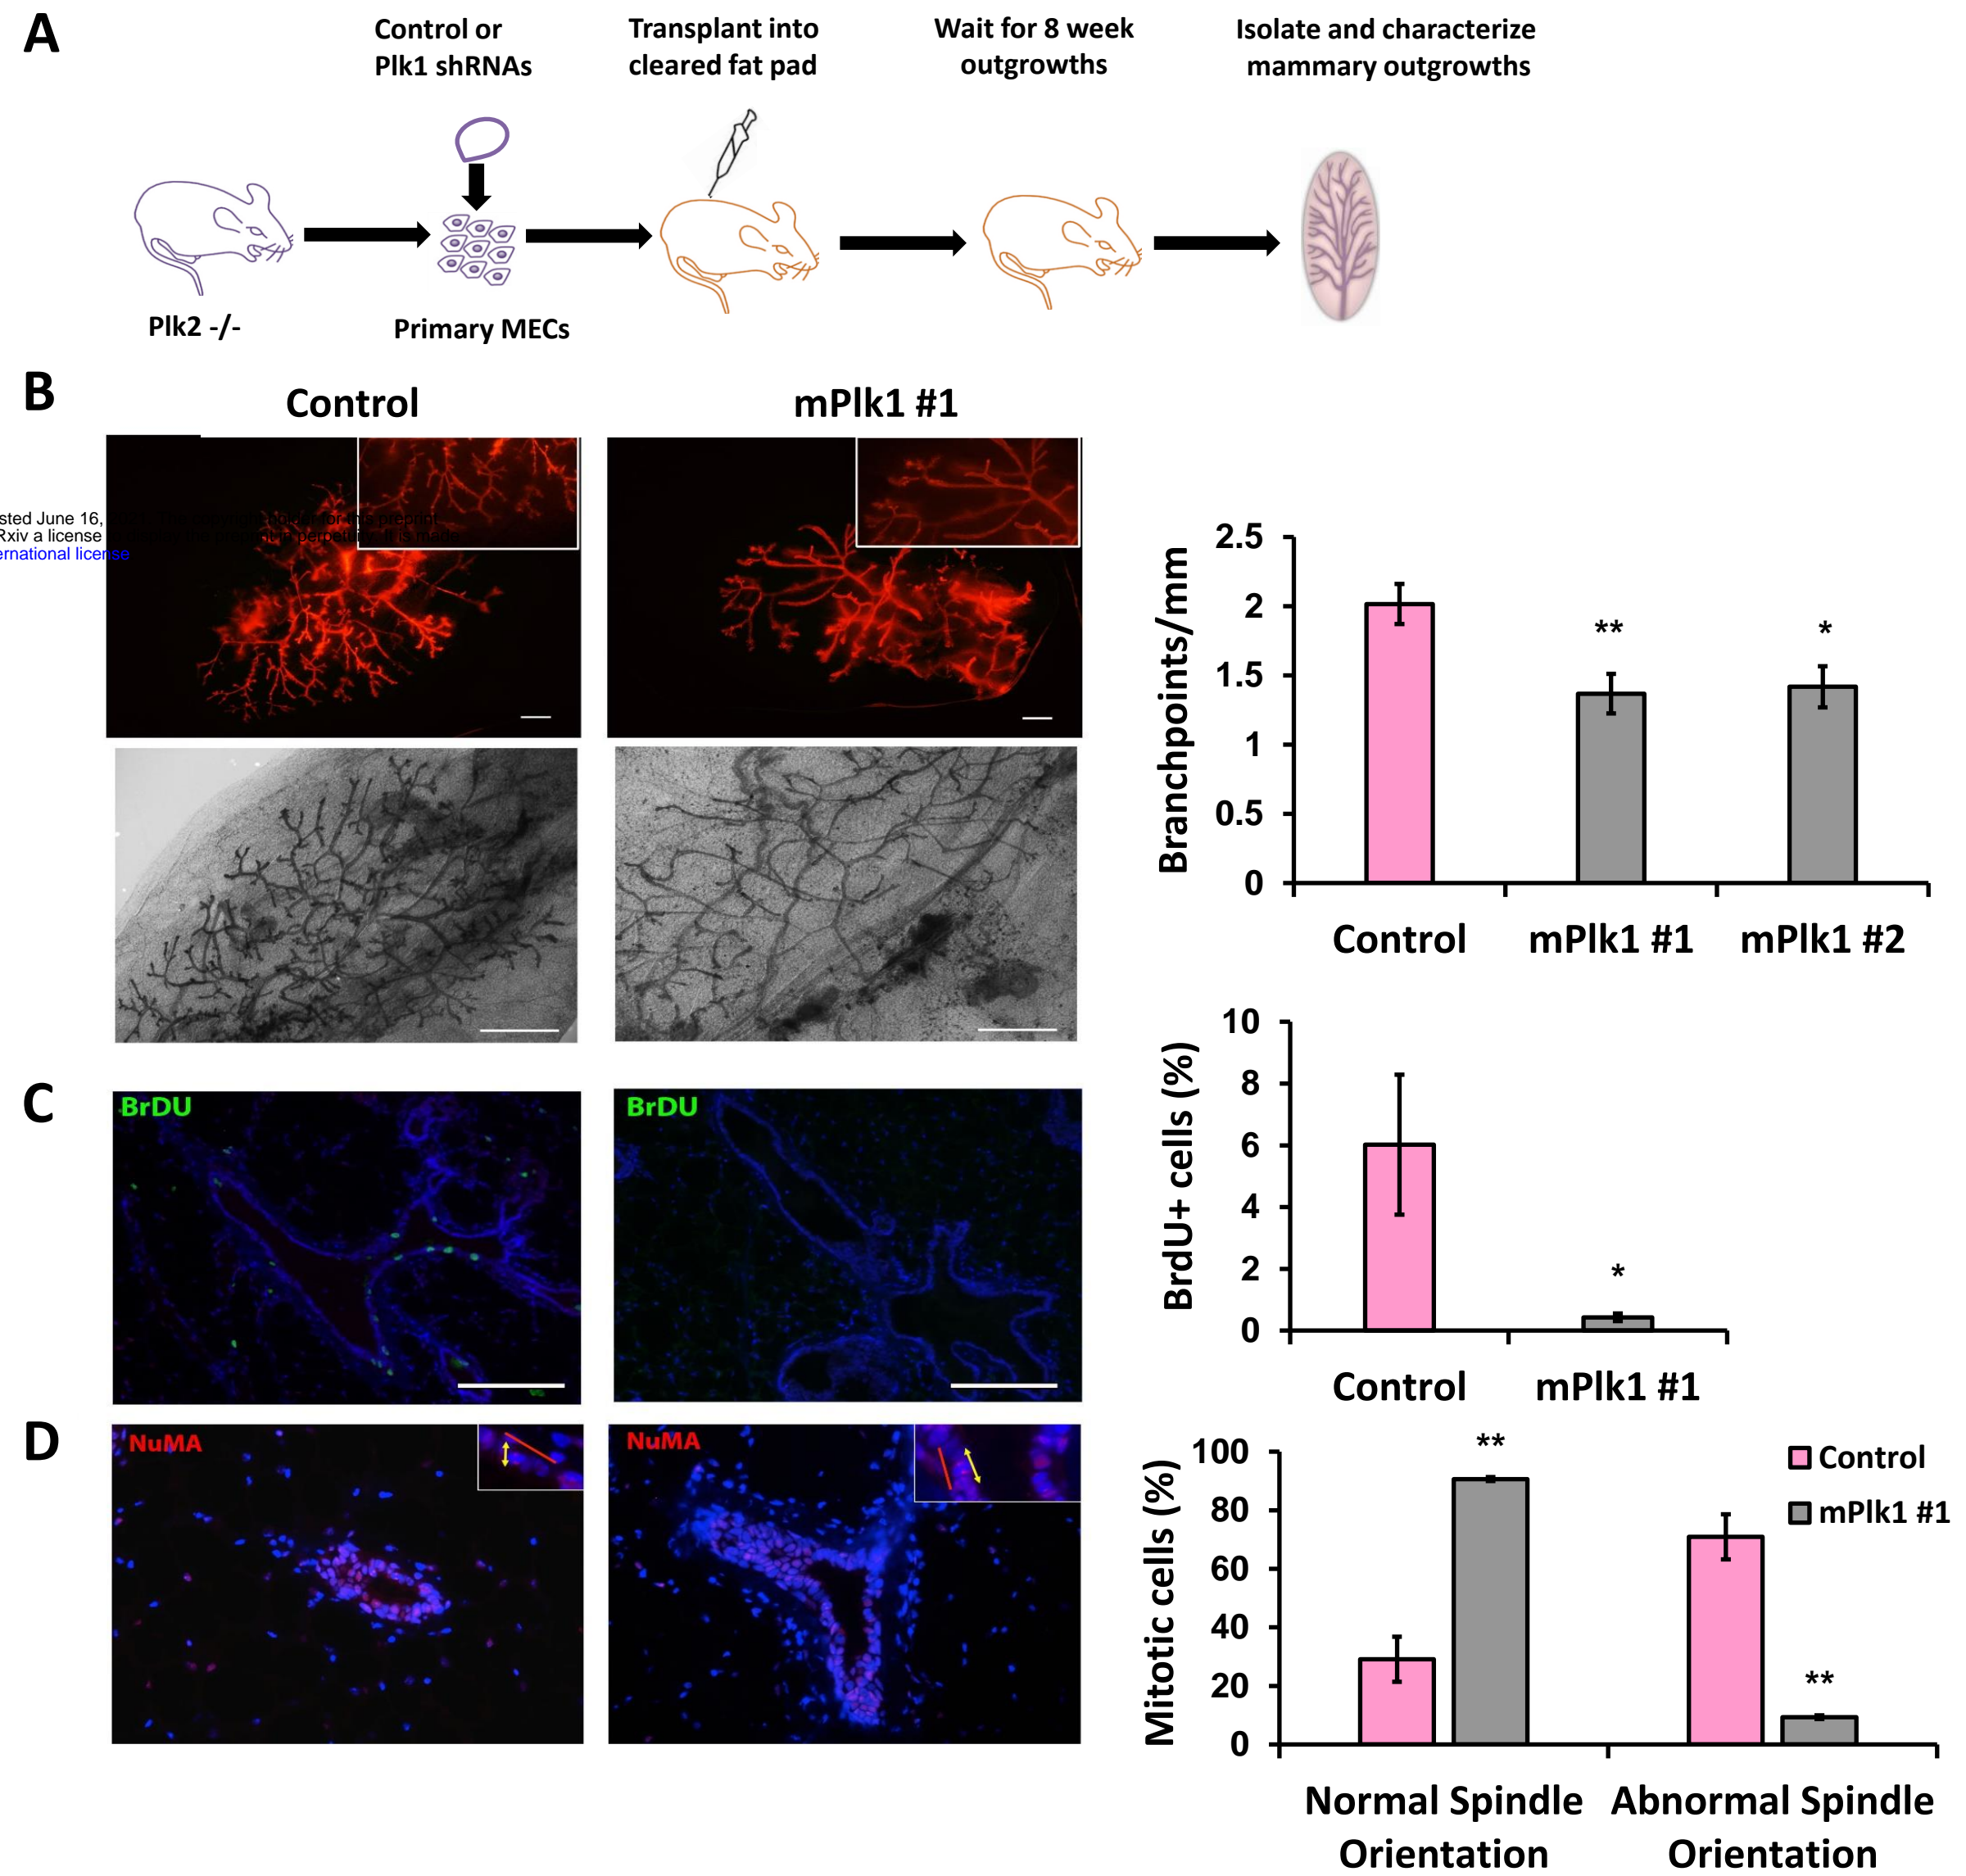 A
Control or
Plk1 shRNAs
Transplant into
cleared fat pad
Wait for 8 week
outgrowths
Isolate and characterize
mammary outgrowths
Plk2 -/-
Primary MECs
B
Control
mPlk1 #1
sted June 16,
Rxiv a license
ernational license
Branchpoints/mm
2.5
2
1.5
1
0.5
0
**
*
Control
mPlk1 #1
mPlk1 #2
C
BrDU
BrDU
BrdU+ cells (%)
10
8
6
4
2
0
*
Control
mPlk1 #1
D
NuMA
NuMA
Mitotic cells (%)
100
80
60
40
20
0
**
**
Control
mPlk1 #1
Normal Spindle
Orientation
Abnormal Spindle
Orientation